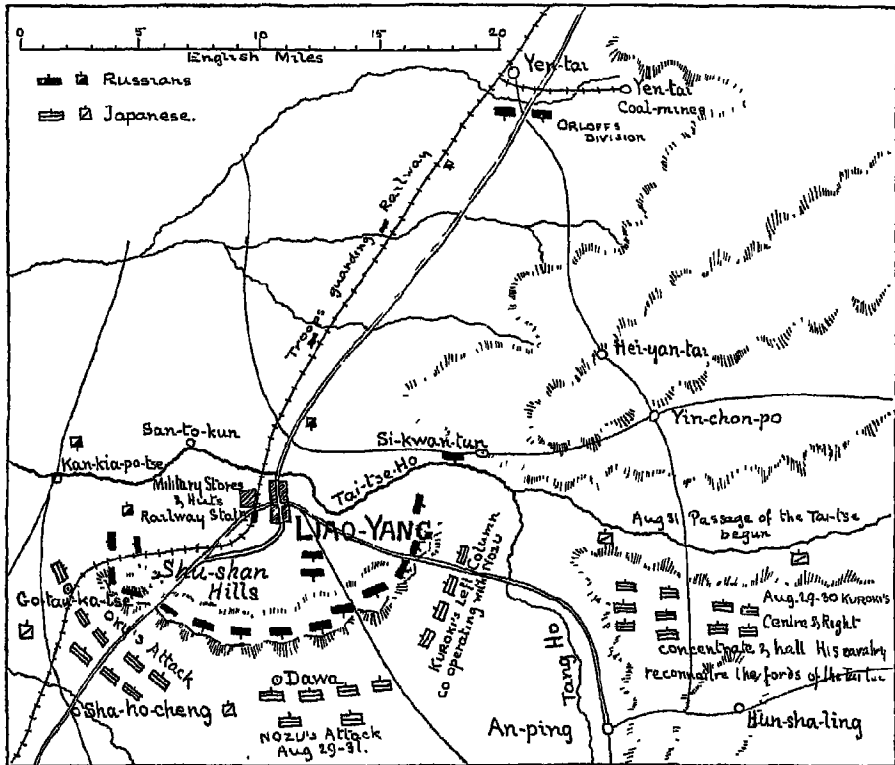 0 5 10 15 20
English Miles
Russians
Japanese.
Yen-tai
Yen-tai
Coal-mines
ORLOFF'S
DIVISION
Troops guarding Railway
Hei-yan-tai
Yin-chon-po
San-to-kun
Si-kwan-tun
Kan-kia-po-tse
Tai-tze-Ho
Military Stores
& Huts
Railway Statn
LIAO-YANG
Aug 31 Passage of the Tai-tse
begun
Shu-shan
Hills
Go-tau-ka-tse
OKU'S Attack
KUROKI'S Left Column
Co operating with Nozu
Aug. 29-30 KUROKI'S
Centre & Right
concentrate & halt His cavalry
reconnaitre the fords of the
Tang Ho
Dawa
Sha-ho-cheng
NOZU'S Attack
Aug 29-31.
An-ping
Hun-sha-ling